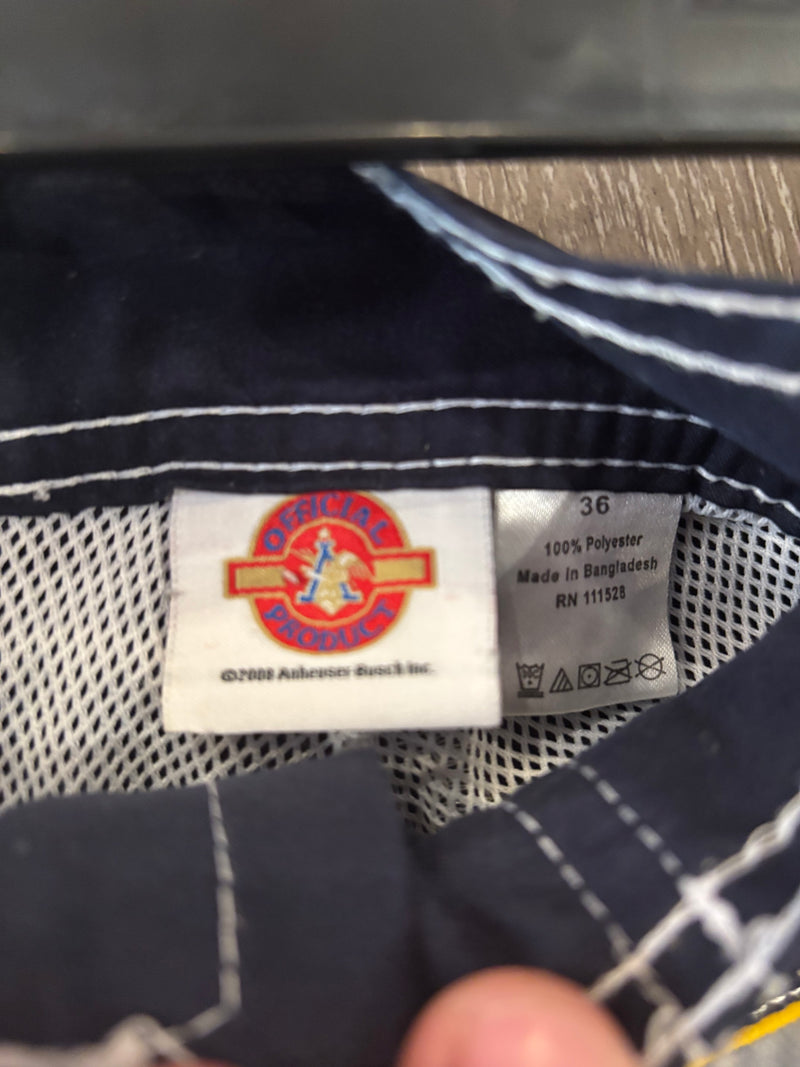 OFFICIAL
PRODUCT
©2008 Anheuser-Busch Inc.
36
100% Polyester
Made in Bangladesh
RN 111528